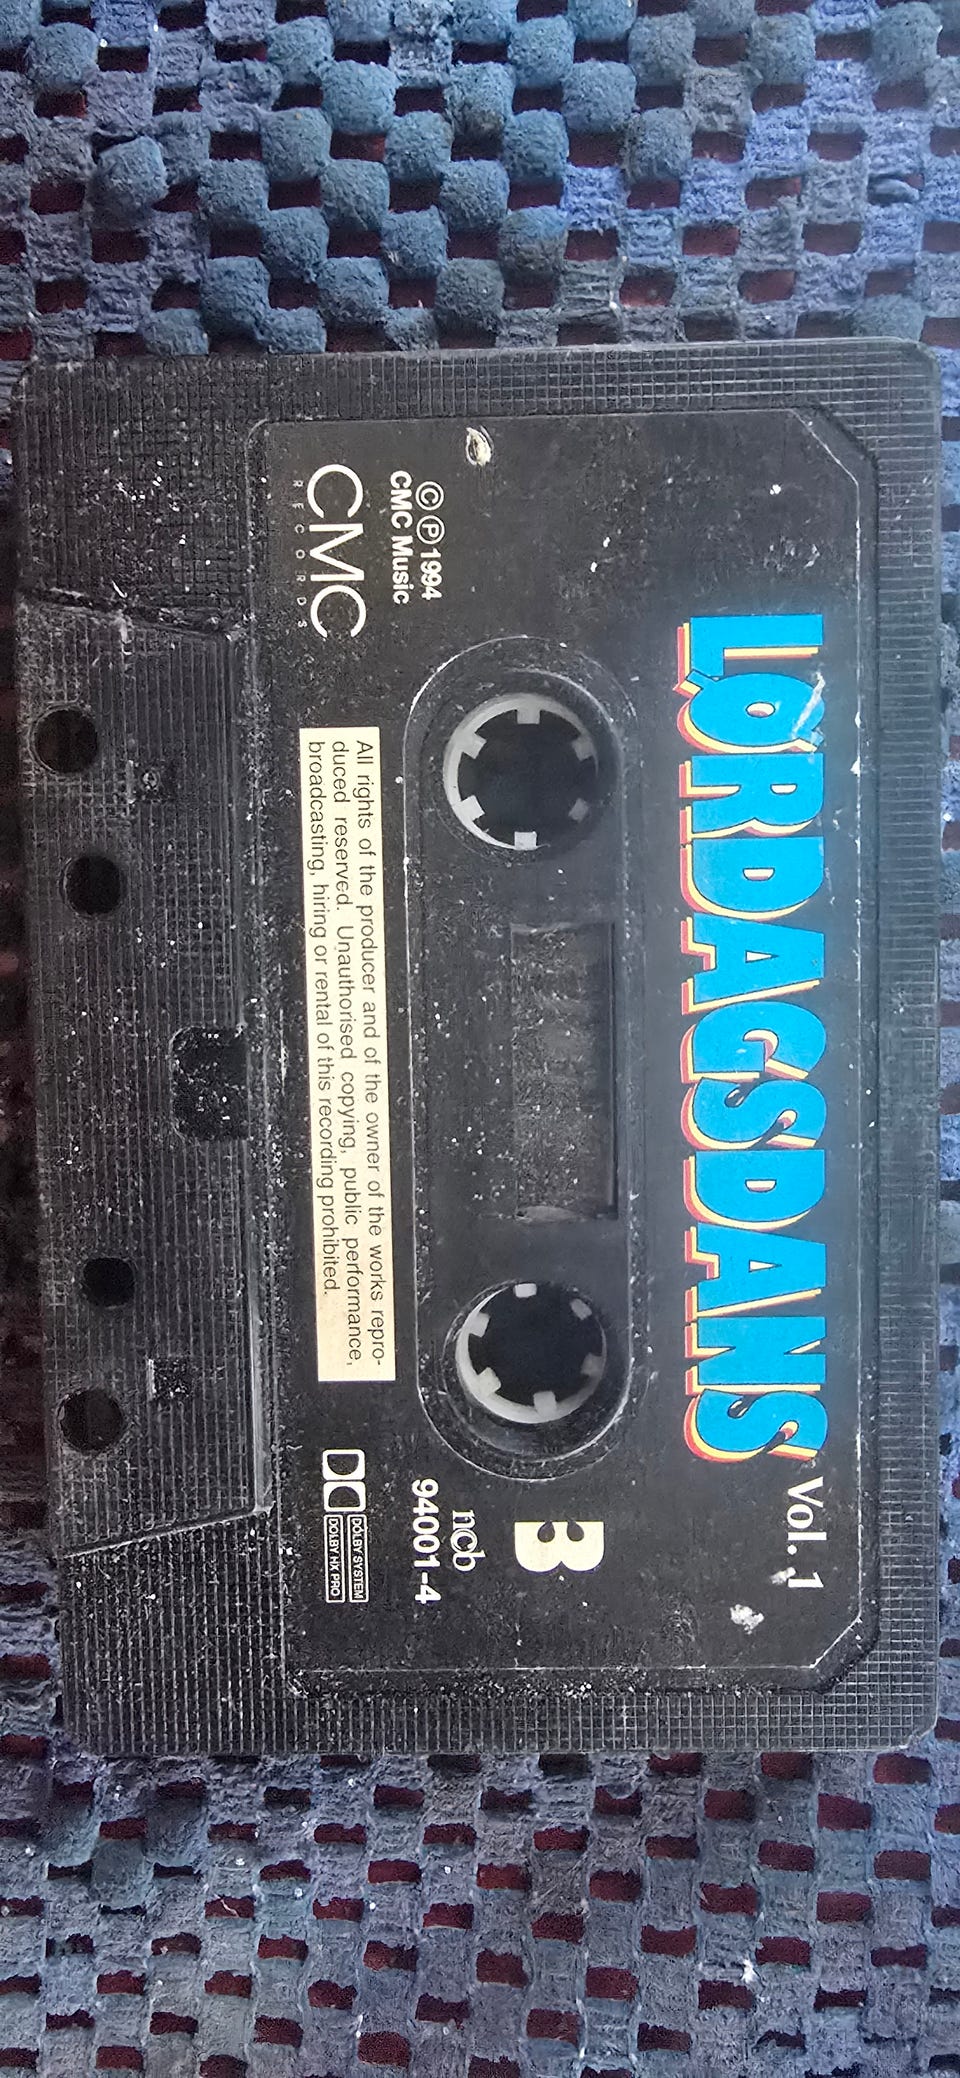 LØRDAGSDANS Vol. 1
3
© ℗ 1994
CMC Music
CMC
RECORDS
All rights of the producer and of the owner of the works repro-
duced reserved. Unauthorised copying, public performance,
broadcasting, hiring or rental of this recording prohibited.
ncb
94001-4
DOLBY SYSTEM
DOLBY HX PRO